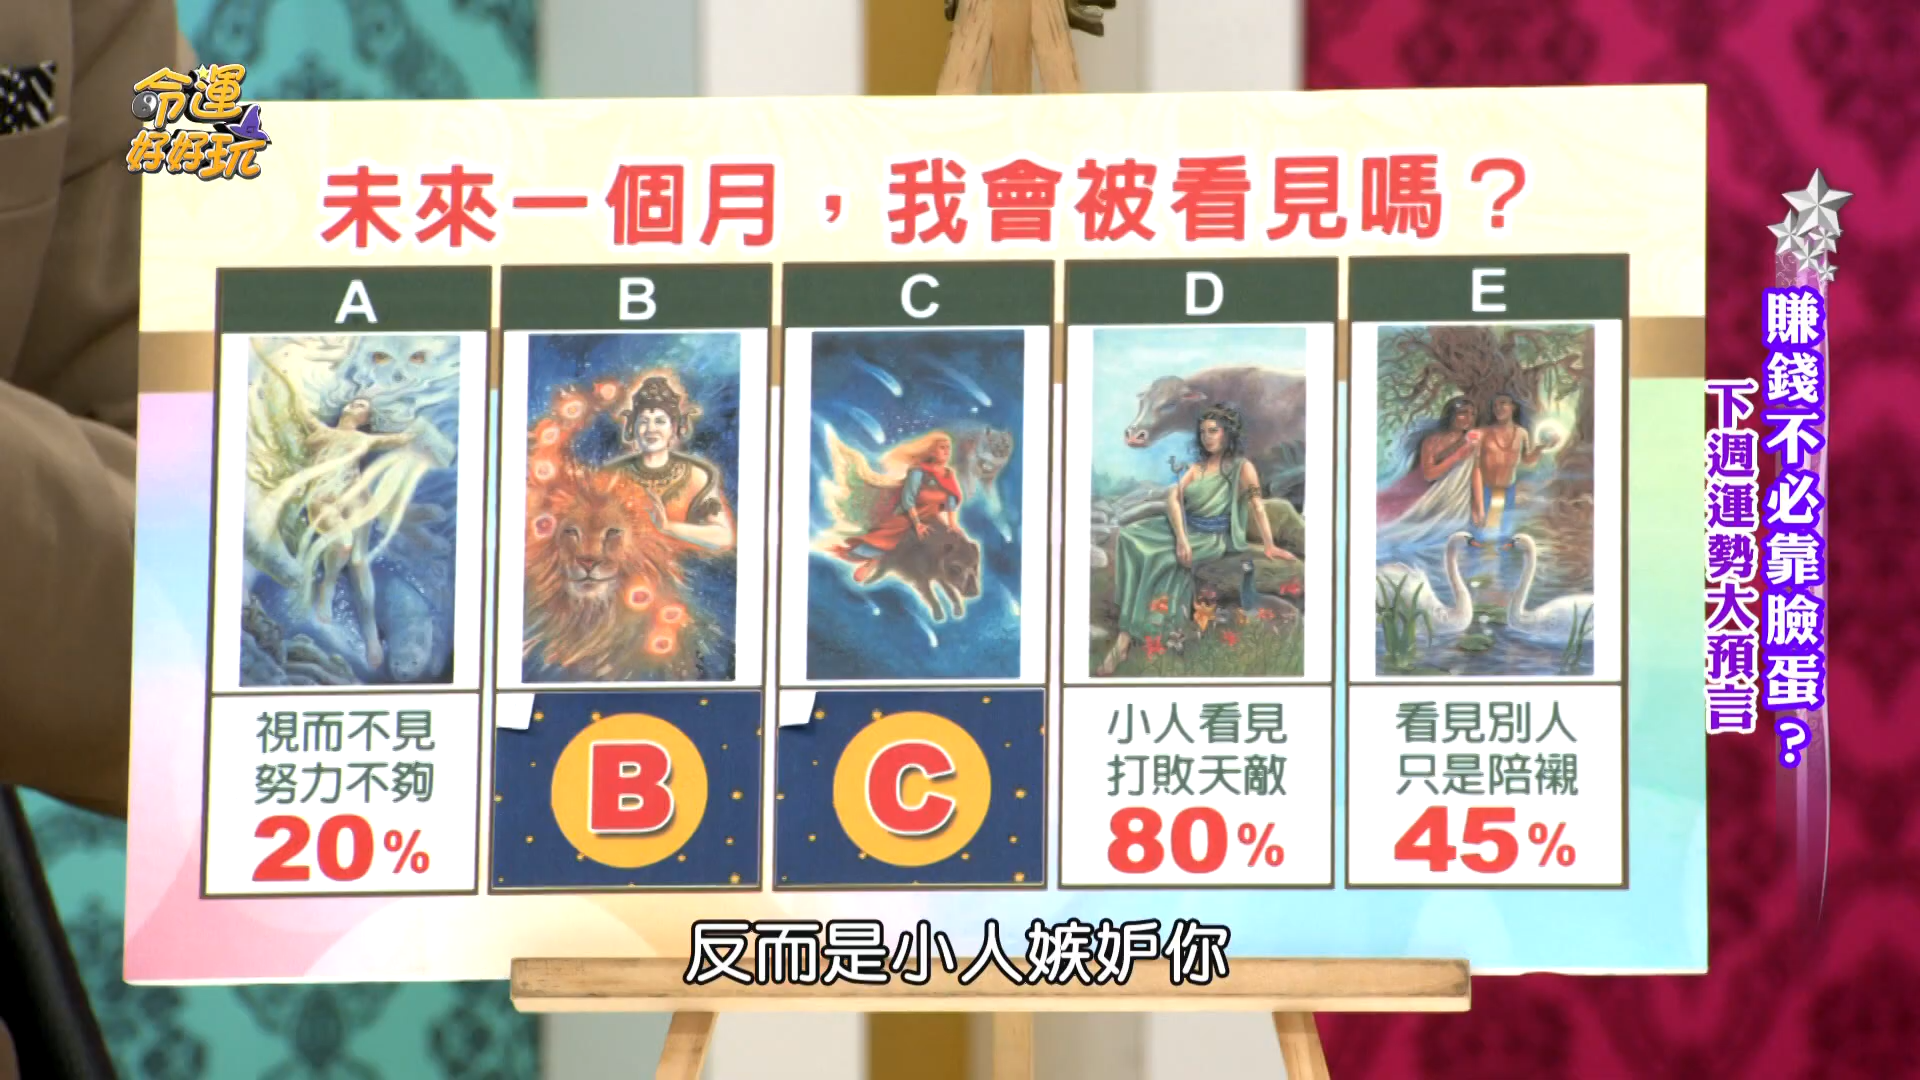 命運
好好玩
未來一個月，我會被看見嗎？
A
B
C
D
E
視而不見
努力不夠
20%
B
C
小人看見
打敗天敵
80%
看見別人
只是陪襯
45%
賺錢不必靠臉蛋？
下週運勢大預言
反而是小人嫉妒你